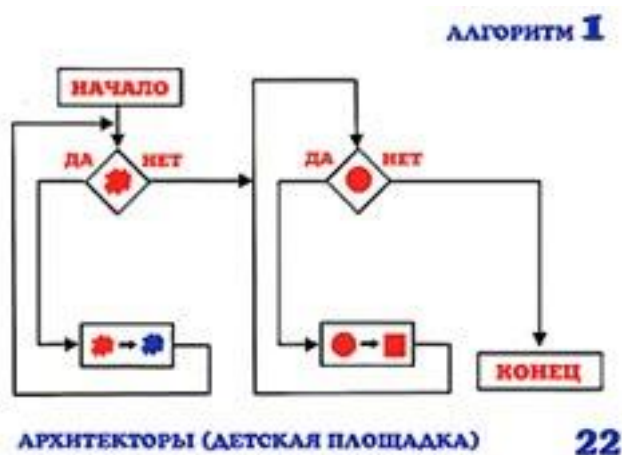 АЛГОРИТМ 1
НАЧАЛО
ДА НЕТ
ДА НЕТ
КОНЕЦ
АРХИТЕКТОРЫ (ДЕТСКАЯ ПЛОЩАДКА) 22